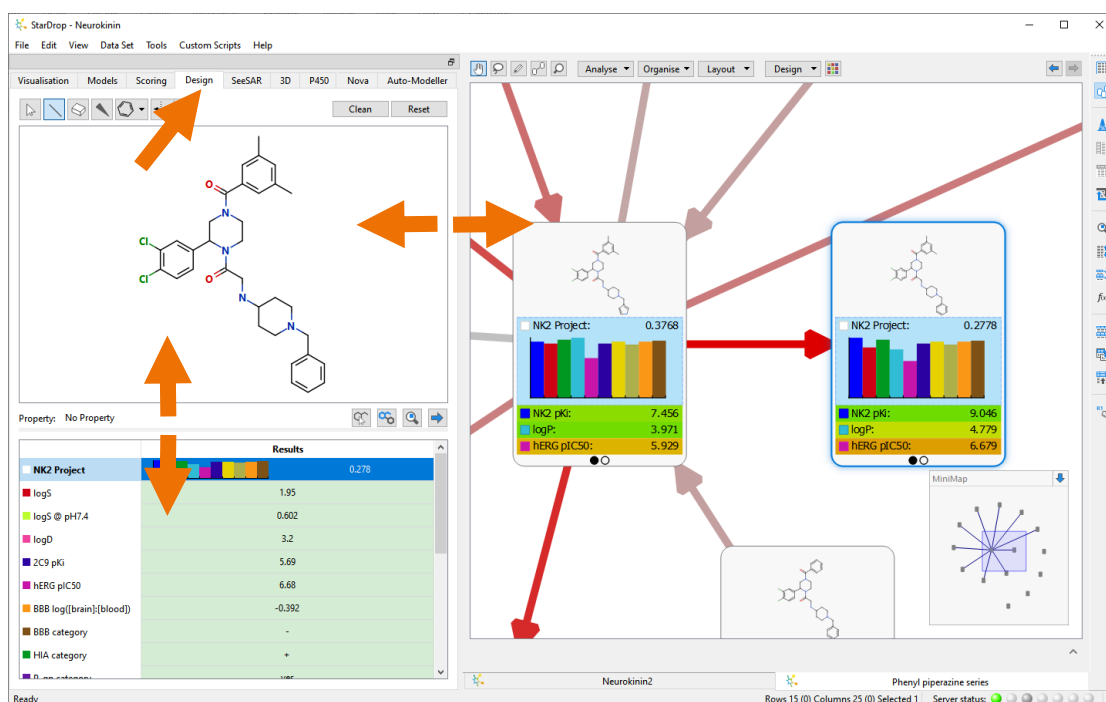 StarDrop - Neurokinin
File Edit View Data Set Tools Custom Scripts Help
Visualisation Models Scoring Design SeeSAR 3D P450 Nova Auto-Modeller
Clean Reset
Analyse Organise Layout Design
O
N
Cl
Cl
N
O
N
N
Property: No Property
Results
NK2 Project 0.278
logS 1.95
logS @ pH7.4 0.602
logD 3.2
2C9 pKi 5.69
hERG pIC50 6.68
BBB log([brain]:[blood]) -0.392
BBB category -
HIA category +
P-gp category yes
NK2 Project: 0.3768
NK2 pKi: 7.456
logP: 3.971
hERG pIC50: 5.929
NK2 Project: 0.2778
NK2 pKi: 9.046
logP: 4.779
hERG pIC50: 6.679
MiniMap
Neurokinin2 Phenyl piperazine series
Ready Rows 15 (0) Columns 25 (0) Selected 1 Server status: